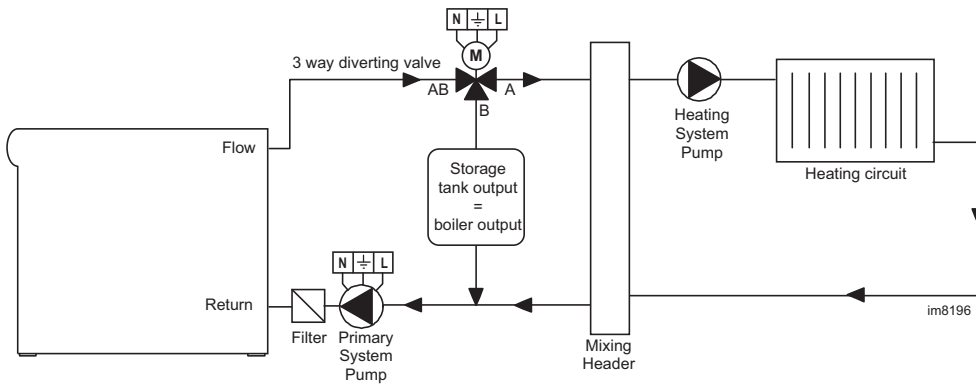 N ⏚ L
M
3 way diverting valve
AB
A
B
Flow
Storage
tank output
=
boiler output
Heating
System
Pump
Heating circuit
N ⏚ L
Return
Filter
Primary
System
Pump
Mixing
Header
im8196